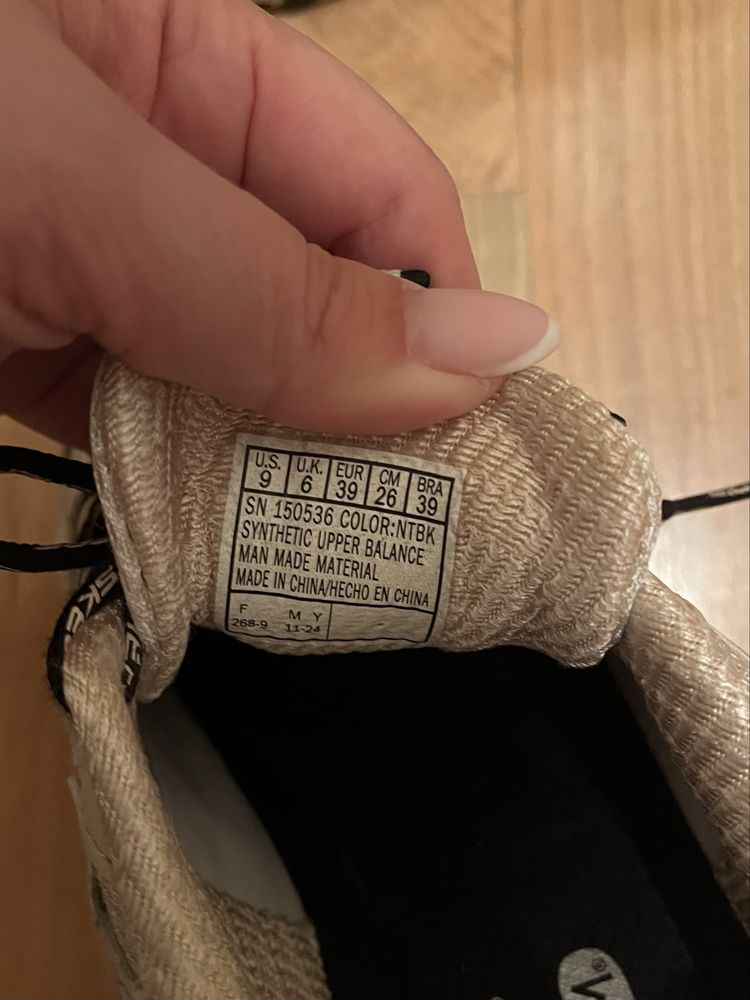 U.S. U.K. EUR CM BRA
9 6 39 26 39
SN 150536 COLOR:NTBK
SYNTHETIC UPPER BALANCE
MAN MADE MATERIAL
MADE IN CHINA/HECHO EN CHINA
F M Y
268-9 11-24